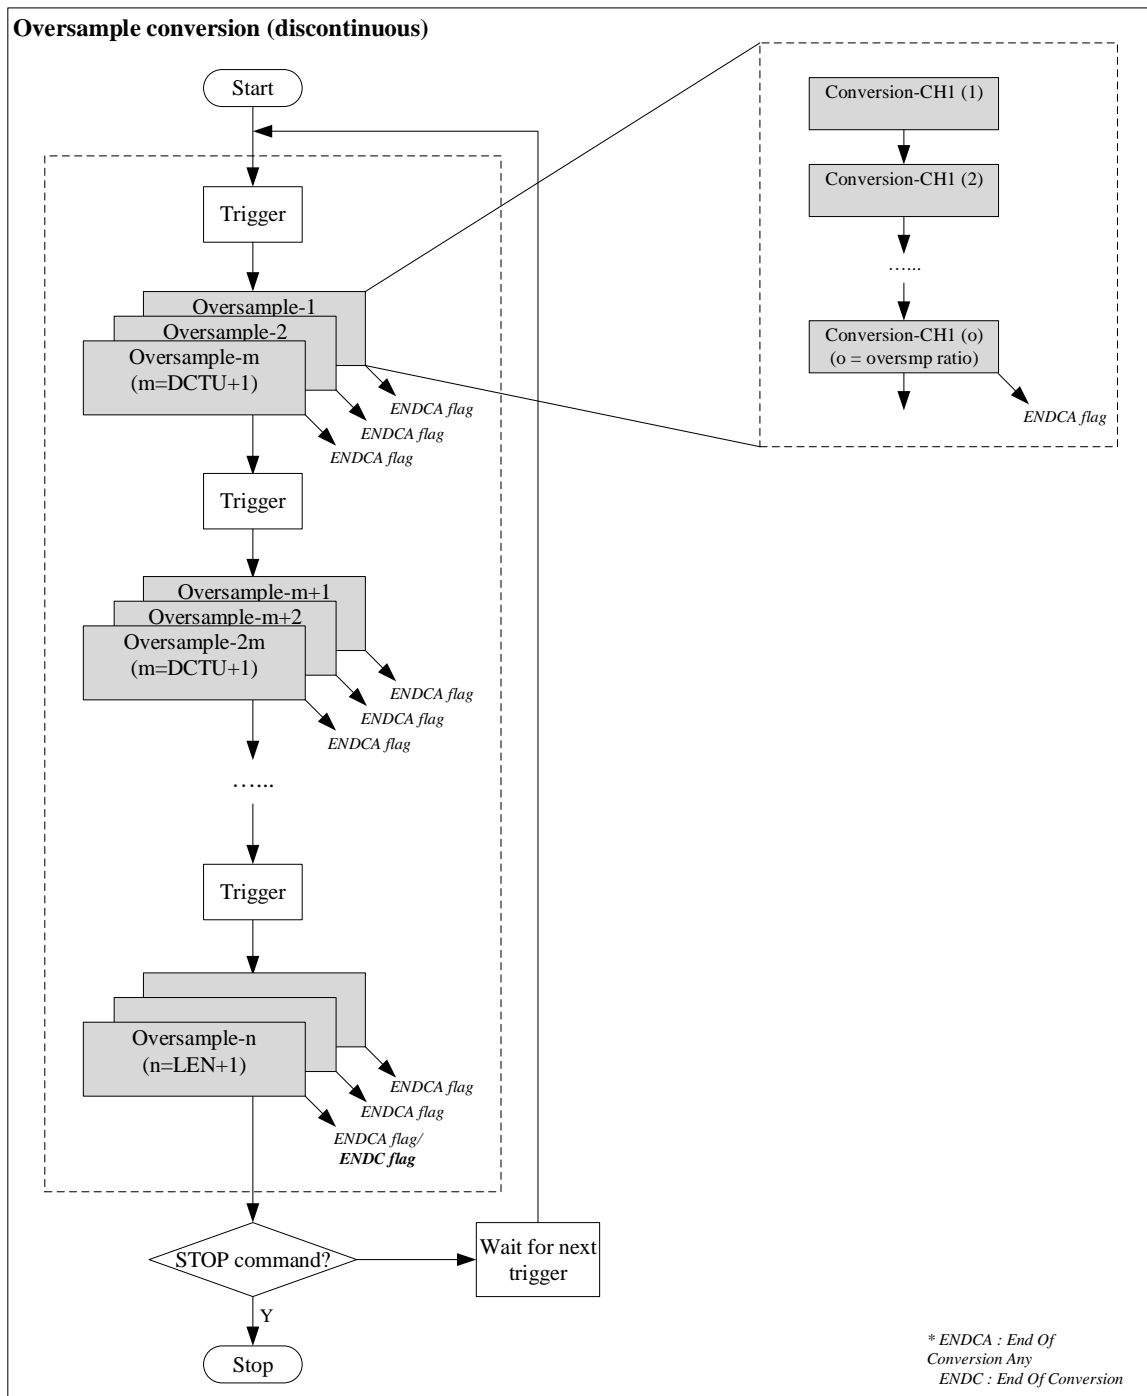 Oversample conversion (discontinuous)
Start
Trigger
Oversample-1
Oversample-2
Oversample-m
(m=DCTU+1)
ENDCA flag
ENDCA flag
ENDCA flag
Trigger
Oversample-m+1
Oversample-m+2
Oversample-2m
(m=DCTU+1)
ENDCA flag
ENDCA flag
ENDCA flag
…...
Trigger
Oversample-n
(n=LEN+1)
ENDCA flag
ENDCA flag
ENDCA flag/
ENDC flag
STOP command?
Wait for next
trigger
Y
Stop
Conversion-CH1 (1)
Conversion-CH1 (2)
…...
Conversion-CH1 (o)
(o = oversmp ratio)
ENDCA flag
* ENDCA : End Of
Conversion Any
ENDC : End Of Conversion